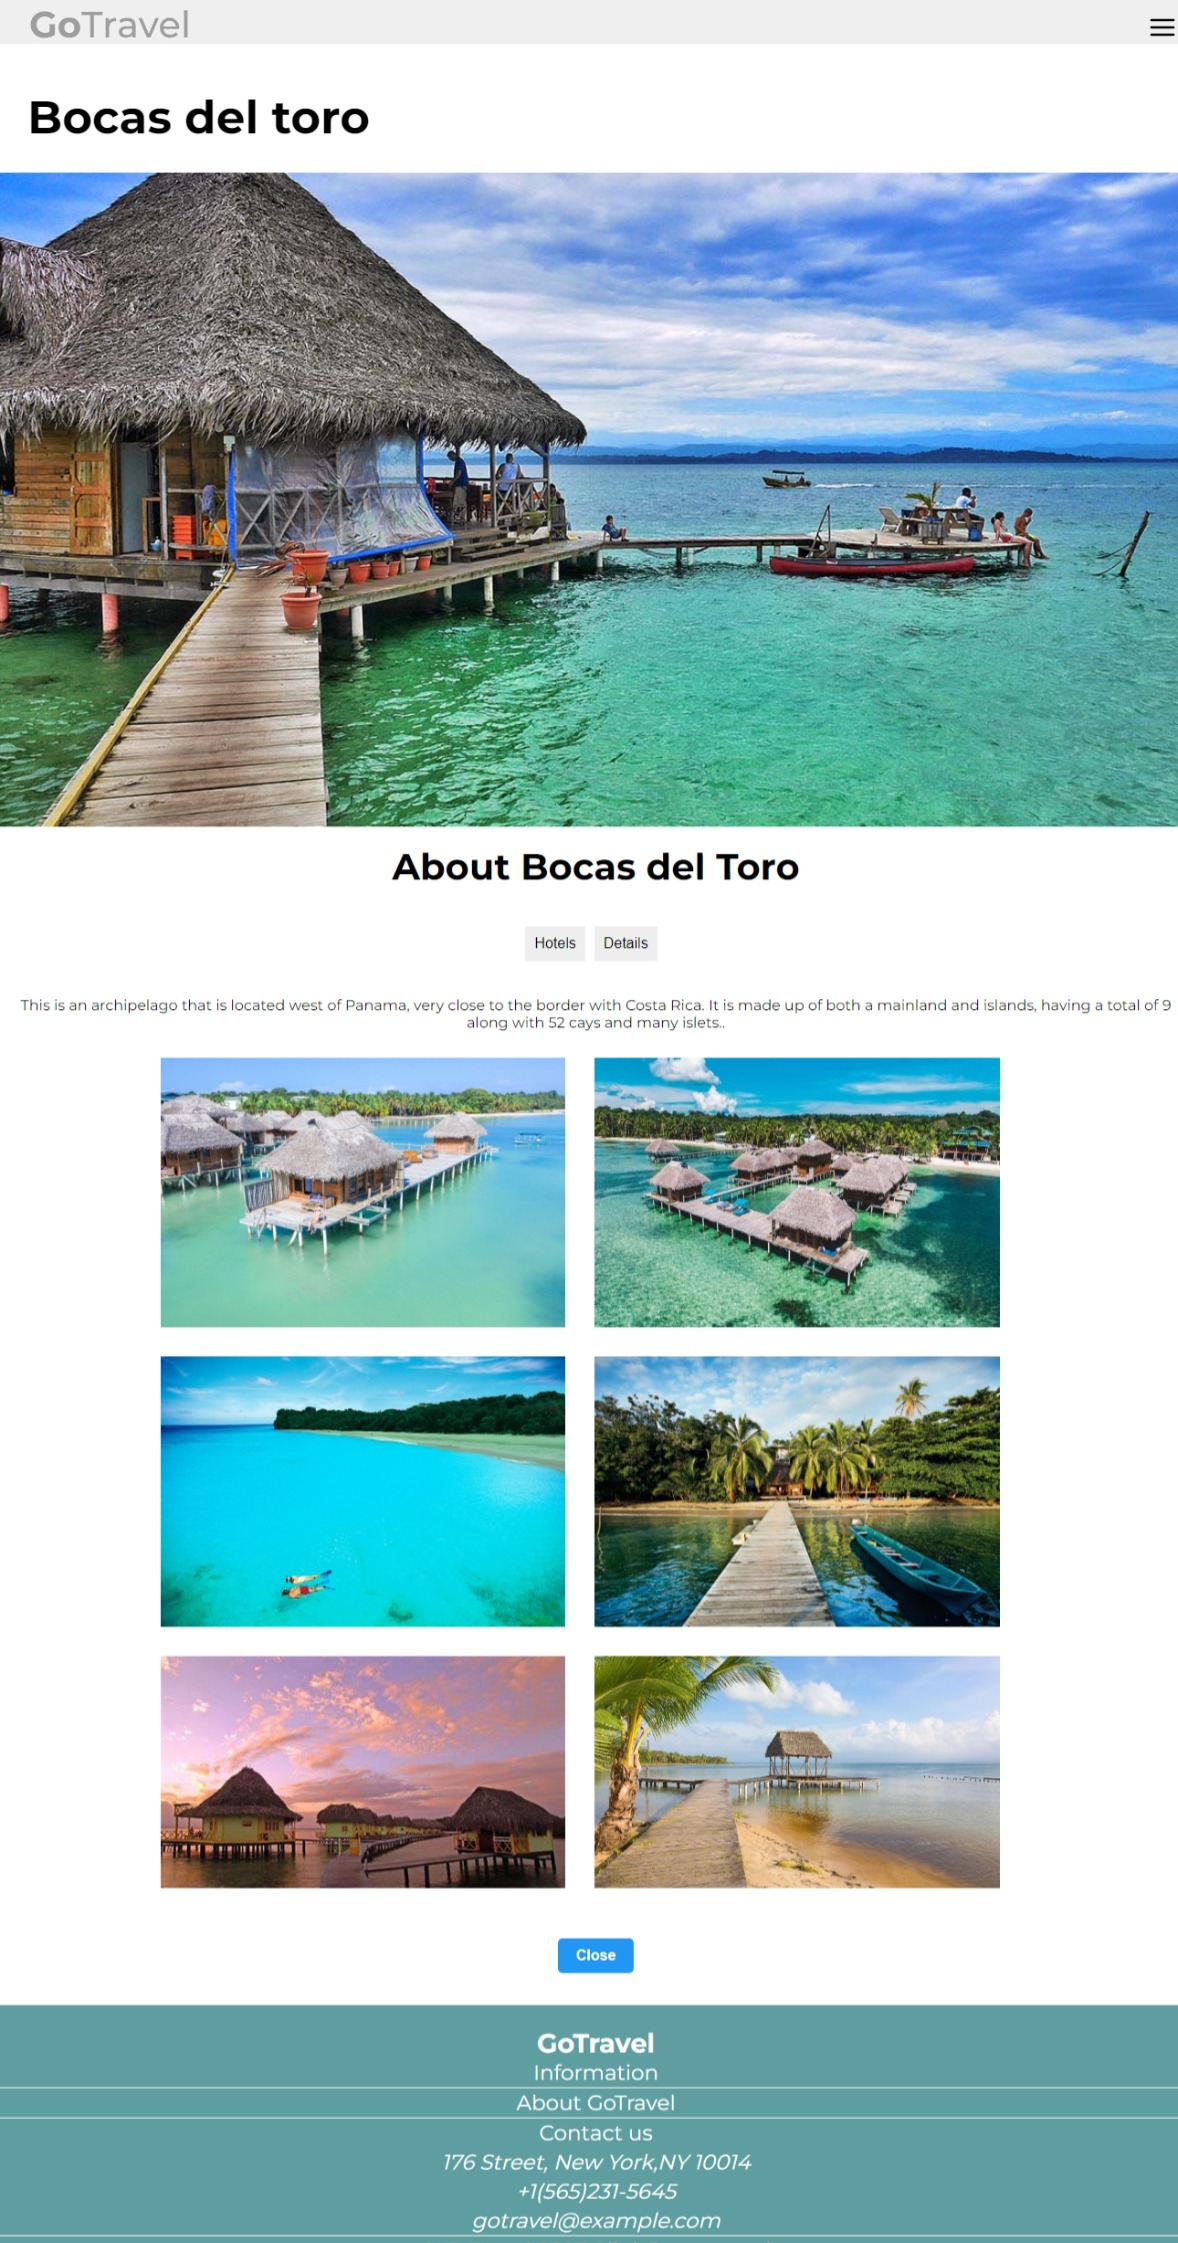 GoTravel
Bocas del toro
About Bocas del Toro
Hotels Details
This is an archipelago that is located west of Panama, very close to the border with Costa Rica. It is made up of both a mainland and islands, having a total of 9
along with 52 cays and many islets..
Close
GoTravel
Information
About GoTravel
Contact us
176 Street, New York,NY 10014
+1(565)231-5645
gotravel@example.com